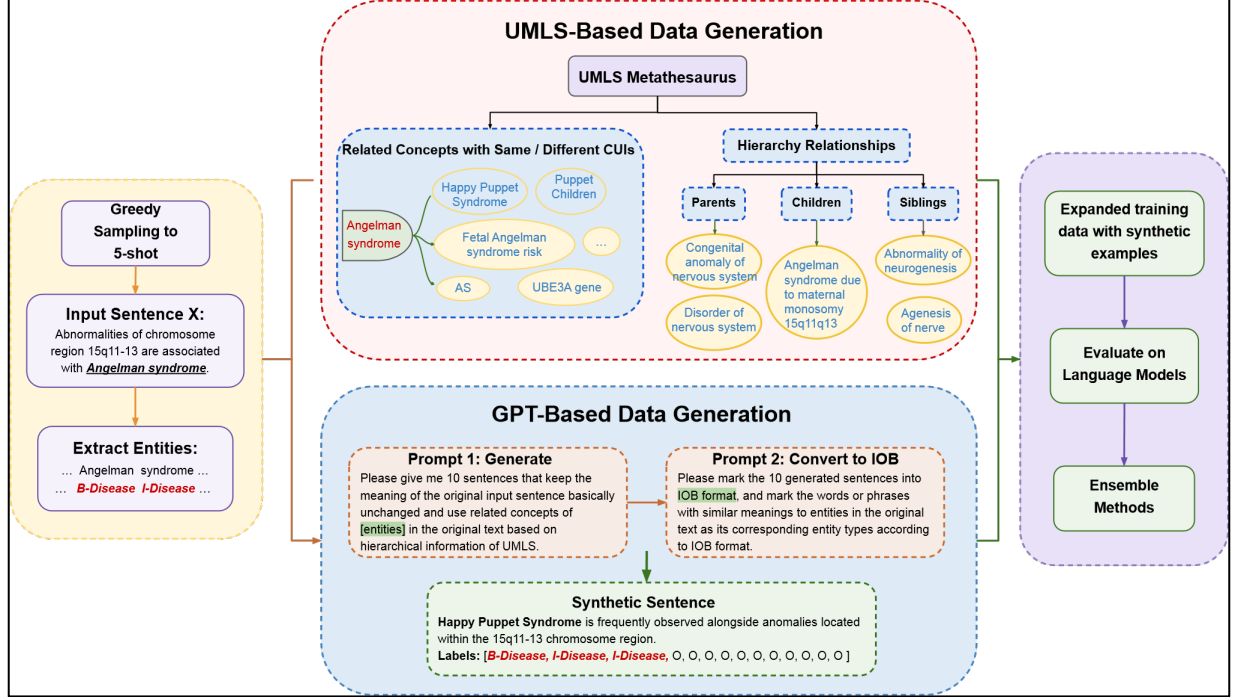 Greedy
Sampling to
5-shot
Input Sentence X:
Abnormalities of chromosome
region 15q11-13 are associated
with Angelman syndrome.
Extract Entities:
... Angelman syndrome ...
... B-Disease I-Disease ...
UMLS-Based Data Generation
UMLS Metathesaurus
Related Concepts with Same / Different CUIs
Angelman
syndrome
Happy Puppet
Syndrome
Puppet
Children
Fetal Angelman
syndrome risk
...
AS
UBE3A gene
Hierarchy Relationships
Parents
Children
Siblings
Congenital
anomaly of
nervous system
Disorder of
nervous system
Angelman
syndrome due
to maternal
monosomy
15q11q13
Abnormality of
neurogenesis
Agenesis
of nerve
GPT-Based Data Generation
Prompt 1: Generate
Please give me 10 sentences that keep the
meaning of the original input sentence basically
unchanged and use related concepts of
[entities] in the original text based on
hierarchical information of UMLS.
Prompt 2: Convert to IOB
Please mark the 10 generated sentences into
IOB format, and mark the words or phrases
with similar meanings to entities in the original
text as its corresponding entity types according
to IOB format.
Synthetic Sentence
Happy Puppet Syndrome is frequently observed alongside anomalies located
within the 15q11-13 chromosome region.
Labels: [B-Disease, I-Disease, I-Disease, O, O, O, O, O, O, O, O, O, O, O ]
Expanded training
data with synthetic
examples
Evaluate on
Language Models
Ensemble
Methods